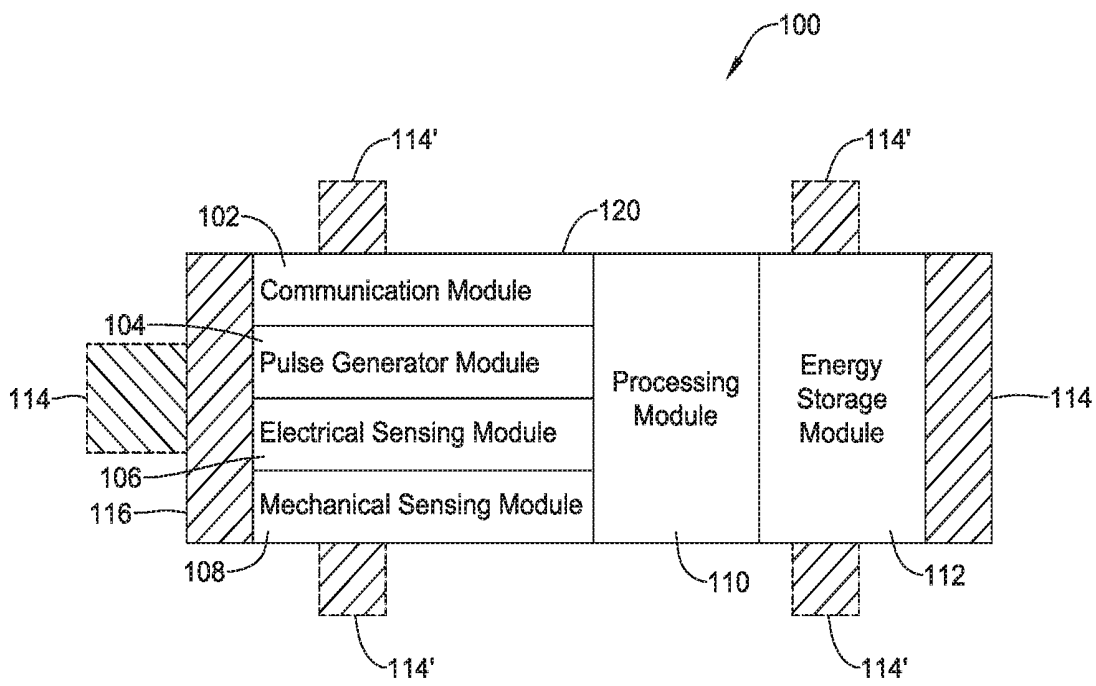 100
114'
114'
102
120
Communication Module
104
Pulse Generator Module
Processing
Module
Energy
Storage
Module
114
114
Electrical Sensing Module
106
Mechanical Sensing Module
116
108
110
112
114'
114'